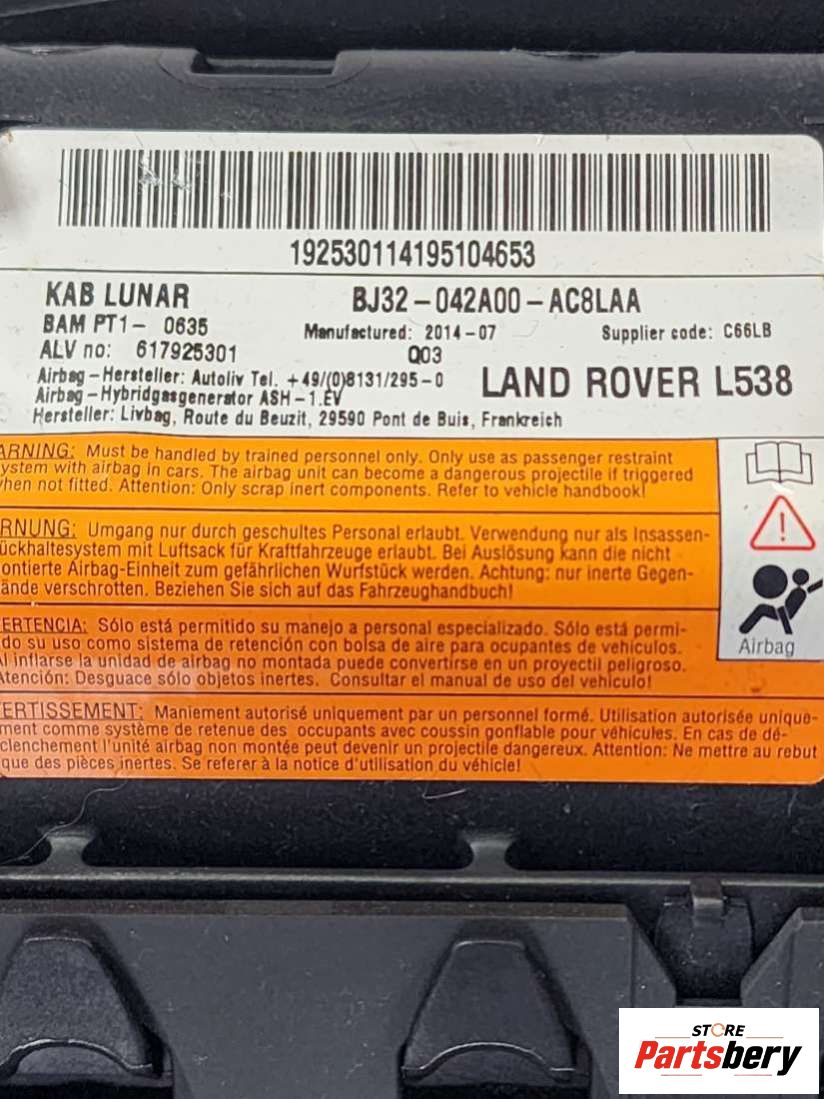 192530114195104653
KAB LUNAR BJ32-042A00-AC8LAA
BAM PT1- 0635 Manufactured: 2014-07 Supplier code: C66LB
ALV no: 617925301 Q03
Airbag-Hersteller: Autoliv Tel. +49/(0)8131/295-0 LAND ROVER L538
Airbag-Hybridgasgenerator ASH-1.EV
Hersteller: Livbag, Route du Beuzit, 29590 Pont de Buis, Frankreich
ARNING: Must be handled by trained personnel only. Only use as passenger restraint
ystem with airbag in cars. The airbag unit can become a dangerous projectile if triggered
when not fitted. Attention: Only scrap inert components. Refer to vehicle handbook!
RNUNG: Umgang nur durch geschultes Personal erlaubt. Verwendung nur als Insassen-
ückhaltesystem mit Luftsack für Kraftfahrzeuge erlaubt. Bei Auslösung kann die nicht
ontierte Airbag-Einheit zum gefährlichen Wurfstück werden. Achtung: nur inerte Gegen-
ände verschrotten. Beziehen Sie sich auf das Fahrzeughandbuch!
ERTENCIA: Sólo está permitido su manejo a personal especializado. Sólo está permi-
do su uso como sistema de retención con bolsa de aire para ocupantes de vehículos.
Al inflarse la unidad de airbag no montada puede convertirse en un proyectil peligroso.
Atención: Desguace sólo objetos inertes. Consultar el manual de uso del vehículo!
ERTISSEMENT: Maniement autorisé uniquement par un personnel formé. Utilisation autorisée unique-
ment comme système de retenue des occupants avec coussin gonflable pour véhicules. En cas de dé-
clenchement l'unité airbag non montée peut devenir un projectile dangereux. Attention: Ne mettre au rebut
que des pièces inertes. Se referer à la notice d'utilisation du véhicle!
Airbag
STORE
Partsbery